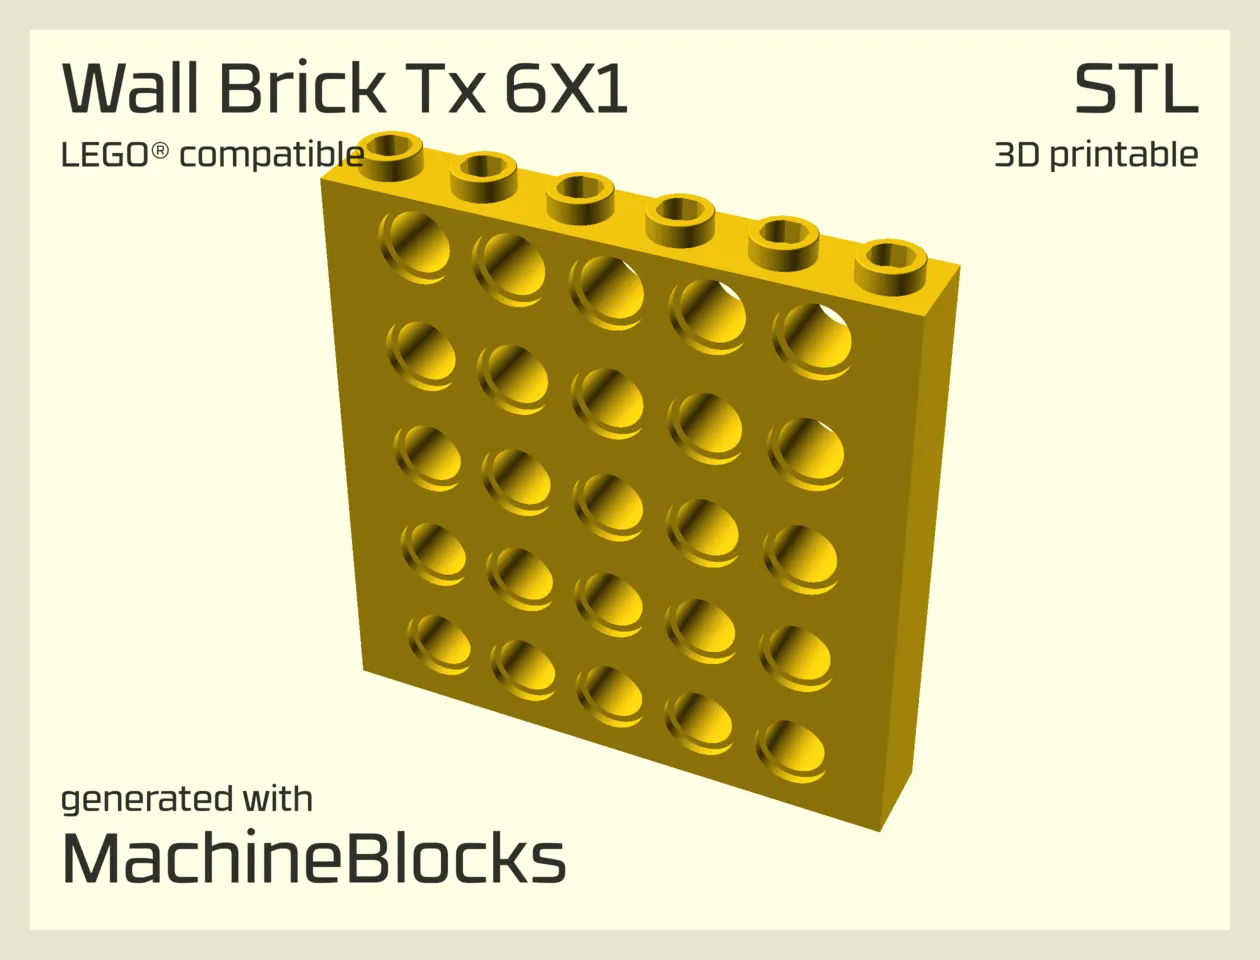 Wall Brick Tx 6X1
STL
LEGO® compatible
3D printable
generated with
MachineBlocks